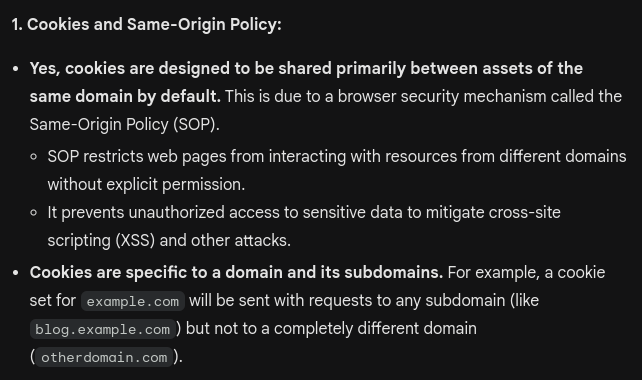 1. Cookies and Same-Origin Policy:
• Yes, cookies are designed to be shared primarily between assets of the
same domain by default. This is due to a browser security mechanism called the
Same-Origin Policy (SOP).
○ SOP restricts web pages from interacting with resources from different domains
without explicit permission.
○ It prevents unauthorized access to sensitive data to mitigate cross-site
scripting (XSS) and other attacks.
• Cookies are specific to a domain and its subdomains. For example, a cookie
set for example.com will be sent with requests to any subdomain (like
blog.example.com) but not to a completely different domain
(otherdomain.com).